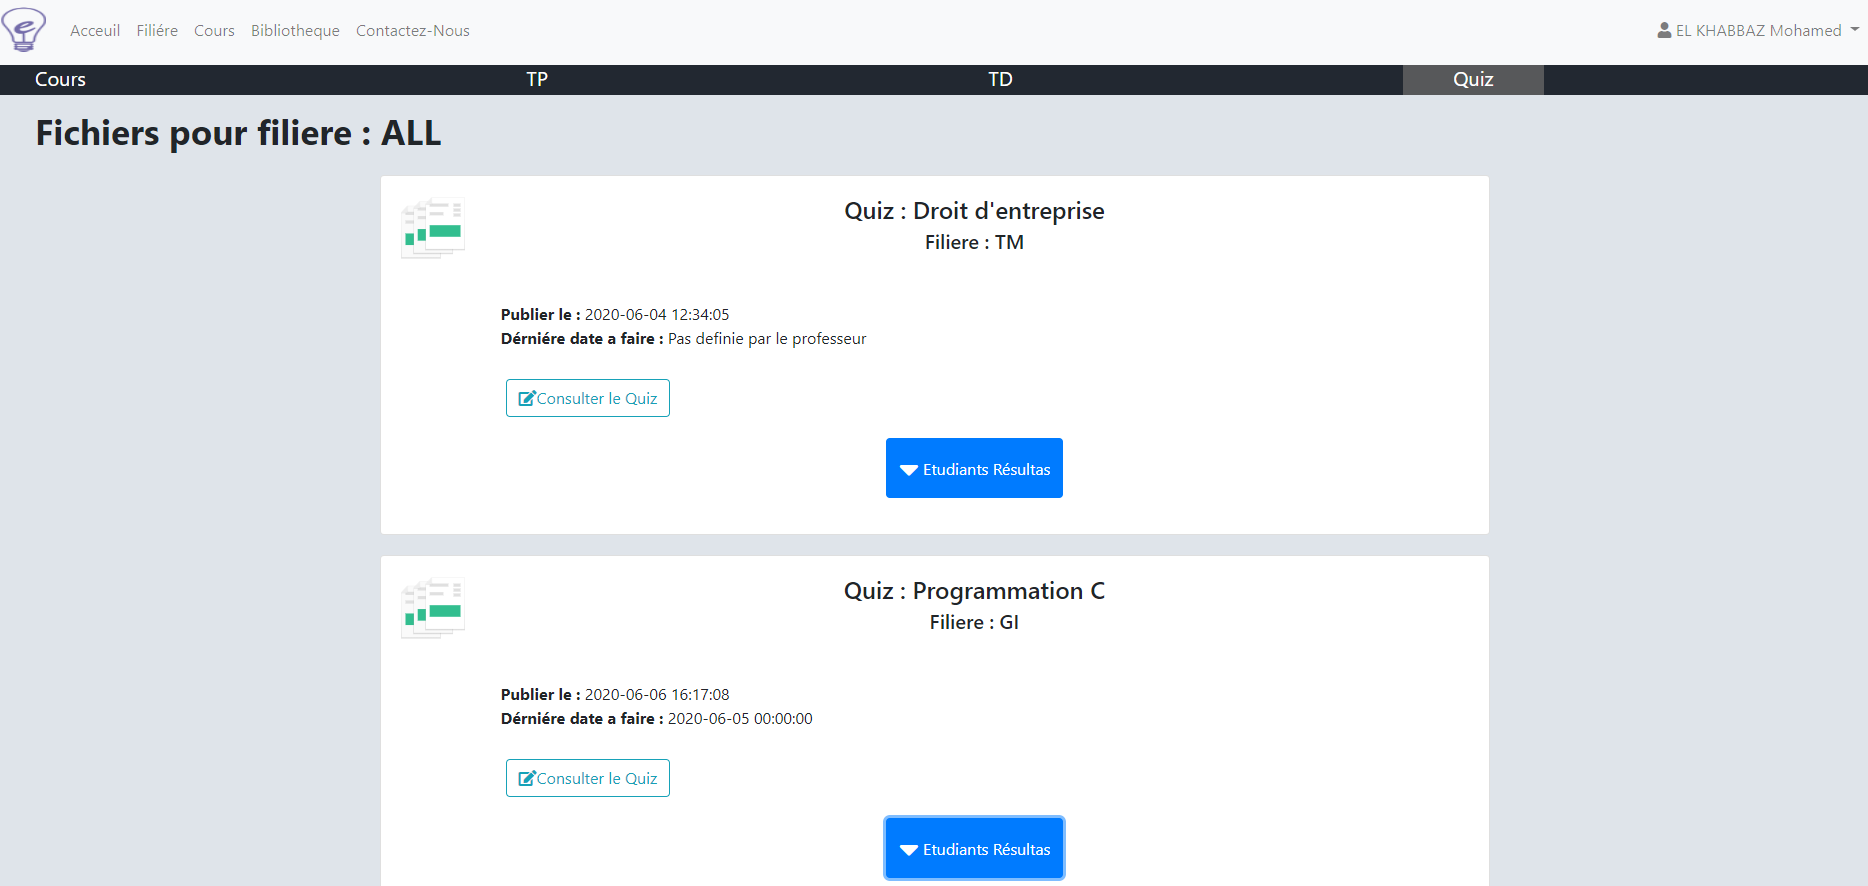 Acceuil Filiére Cours Bibliotheque Contactez-Nous EL KHABBAZ Mohamed
Cours TP TD Quiz
Fichiers pour filiere : ALL
Quiz : Droit d'entreprise
Filiere : TM
Publier le : 2020-06-04 12:34:05
Dérniére date a faire : Pas definie par le professeur
Consulter le Quiz
Etudiants Résultas
Quiz : Programmation C
Filiere : GI
Publier le : 2020-06-06 16:17:08
Dérniére date a faire : 2020-06-05 00:00:00
Consulter le Quiz
Etudiants Résultas